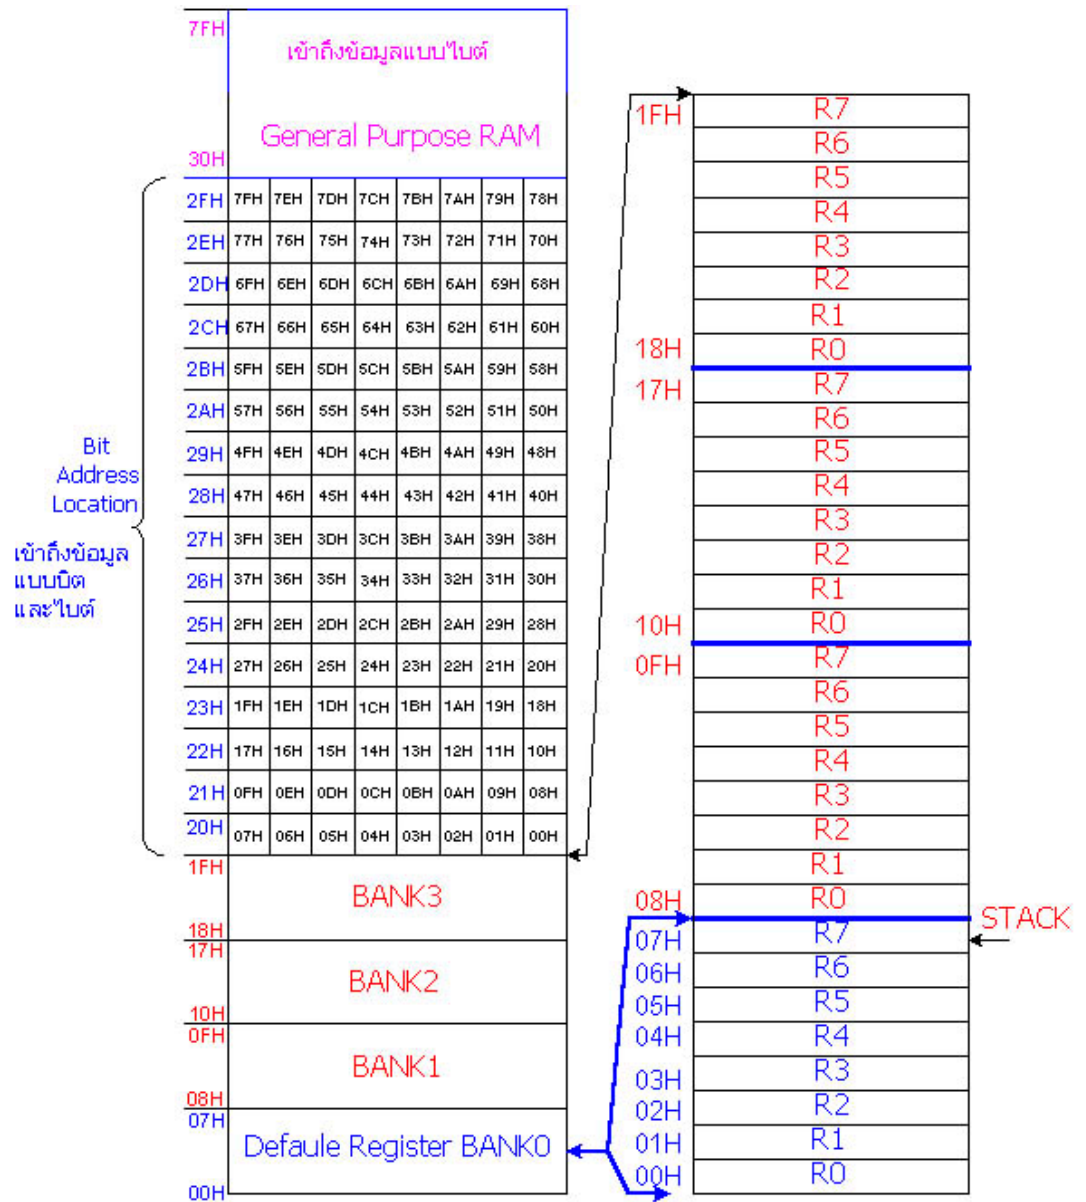 7FH
เข้าถึงข้อมูลแบบไบต์
General Purpose RAM
30H
2FH 7FH 7EH 7DH 7CH 7BH 7AH 79H 78H
2EH 77H 76H 75H 74H 73H 72H 71H 70H
2DH 6FH 6EH 6DH 6CH 6BH 6AH 69H 68H
2CH 67H 66H 65H 64H 63H 62H 61H 60H
2BH 5FH 5EH 5DH 5CH 5BH 5AH 59H 58H
2AH 57H 56H 55H 54H 53H 52H 51H 50H
29H 4FH 4EH 4DH 4CH 4BH 4AH 49H 48H
28H 47H 46H 45H 44H 43H 42H 41H 40H
27H 3FH 3EH 3DH 3CH 3BH 3AH 39H 38H
26H 37H 36H 35H 34H 33H 32H 31H 30H
25H 2FH 2EH 2DH 2CH 2BH 2AH 29H 28H
24H 27H 26H 25H 24H 23H 22H 21H 20H
23H 1FH 1EH 1DH 1CH 1BH 1AH 19H 18H
22H 17H 16H 15H 14H 13H 12H 11H 10H
21H 0FH 0EH 0DH 0CH 0BH 0AH 09H 08H
20H 07H 06H 05H 04H 03H 02H 01H 00H
Bit
Address
Location
เข้าถึงข้อมูล
แบบบิต
และไบต์
1FH
BANK3
18H
17H
BANK2
10H
0FH
BANK1
08H
07H
Defaule Register BANK0
00H
1FH R7
R6
R5
R4
R3
R2
R1
18H R0
17H R7
R6
R5
R4
R3
R2
R1
10H R0
0FH R7
R6
R5
R4
R3
R2
R1
08H R0
STACK
07H R7
06H R6
05H R5
04H R4
03H R3
02H R2
01H R1
00H R0